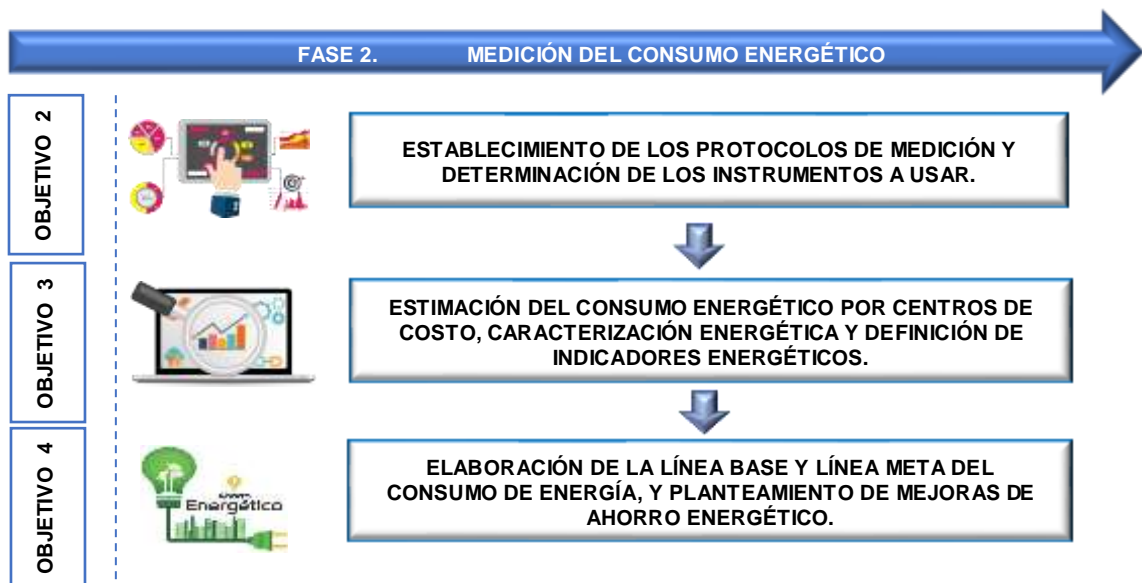 FASE 2. MEDICIÓN DEL CONSUMO ENERGÉTICO
OBJETIVO 2
ESTABLECIMIENTO DE LOS PROTOCOLOS DE MEDICIÓN Y
DETERMINACIÓN DE LOS INSTRUMENTOS A USAR.
OBJETIVO 3
ESTIMACIÓN DEL CONSUMO ENERGÉTICO POR CENTROS DE
COSTO, CARACTERIZACIÓN ENERGÉTICA Y DEFINICIÓN DE
INDICADORES ENERGÉTICOS.
OBJETIVO 4
Energético
ELABORACIÓN DE LA LÍNEA BASE Y LÍNEA META DEL
CONSUMO DE ENERGÍA, Y PLANTEAMIENTO DE MEJORAS DE
AHORRO ENERGÉTICO.